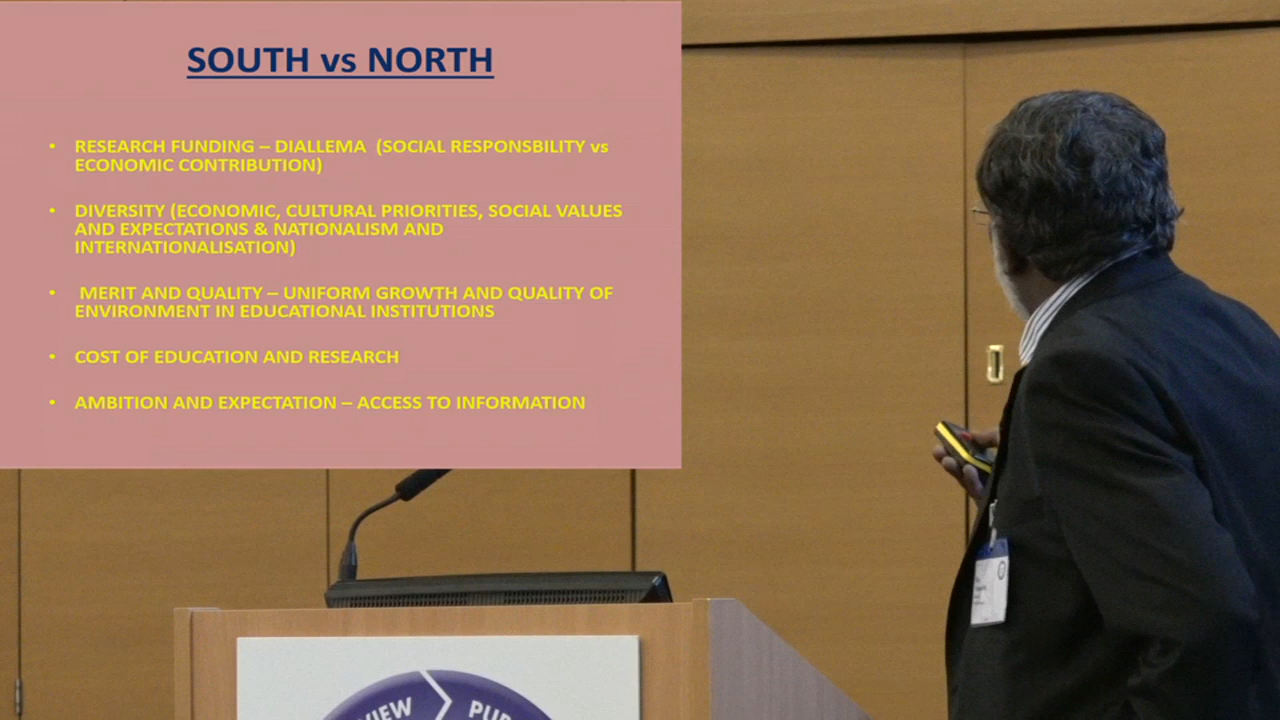 SOUTH vs NORTH
• RESEARCH FUNDING – DIALLEMA (SOCIAL RESPONSBILITY vs
ECONOMIC CONTRIBUTION)
• DIVERSITY (ECONOMIC, CULTURAL PRIORITIES, SOCIAL VALUES
AND EXPECTATIONS & NATIONALISM AND
INTERNATIONALISATION)
• MERIT AND QUALITY – UNIFORM GROWTH AND QUALITY OF
ENVIRONMENT IN EDUCATIONAL INSTITUTIONS
• COST OF EDUCATION AND RESEARCH
• AMBITION AND EXPECTATION – ACCESS TO INFORMATION